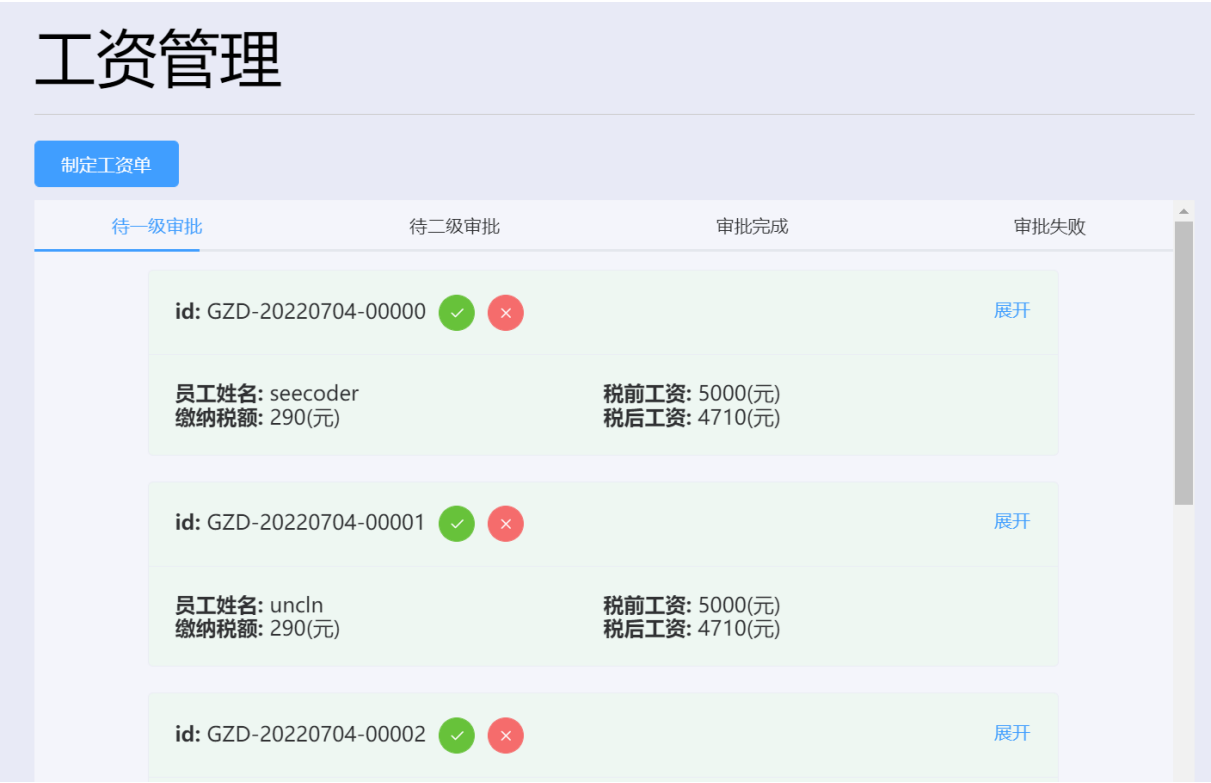 工资管理
制定工资单
待一级审批 待二级审批 审批完成 审批失败
id: GZD-20220704-00000 展开
员工姓名: seecoder 税前工资: 5000(元)
缴纳税额: 290(元) 税后工资: 4710(元)
id: GZD-20220704-00001 展开
员工姓名: uncln 税前工资: 5000(元)
缴纳税额: 290(元) 税后工资: 4710(元)
id: GZD-20220704-00002 展开